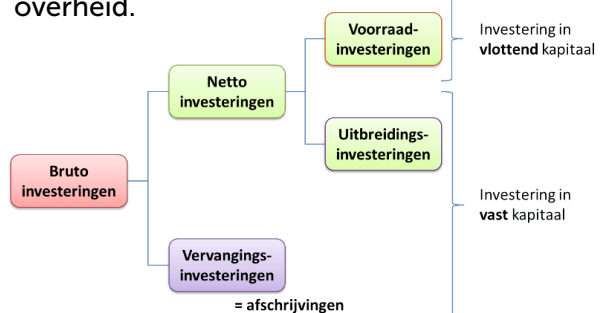 overheid.
Voorraad-
investeringen
Investering in
vlottend kapitaal
Netto
investeringen
Uitbreidings-
investeringen
Bruto
investeringen
Investering in
vast kapitaal
Vervangings-
investeringen
= afschrijvingen